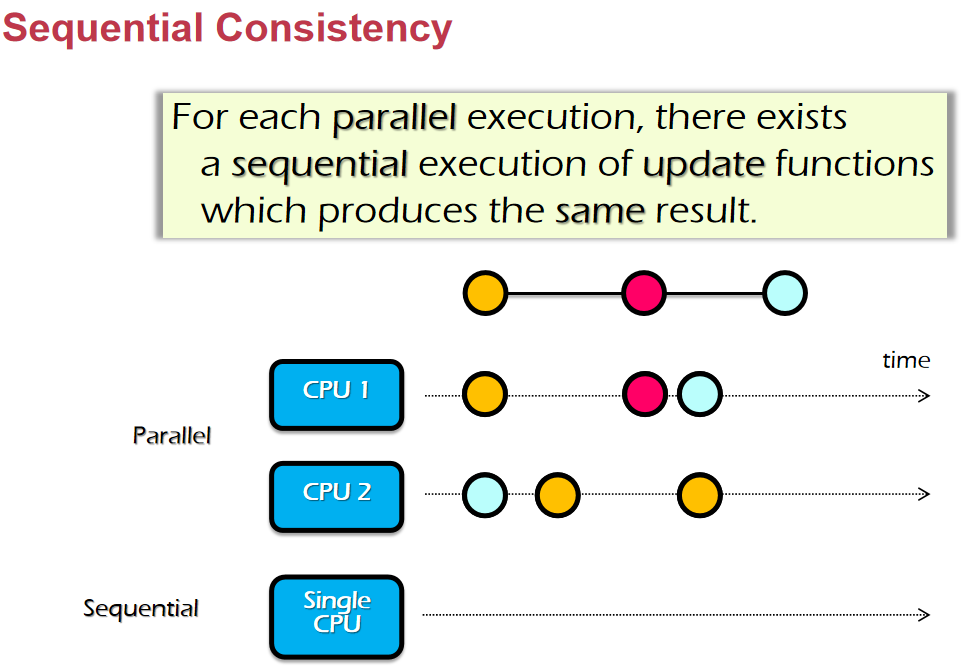 Sequential Consistency
For each parallel execution, there exists
a sequential execution of update functions
which produces the same result.
time
CPU 1
Parallel
CPU 2
Sequential
Single
CPU